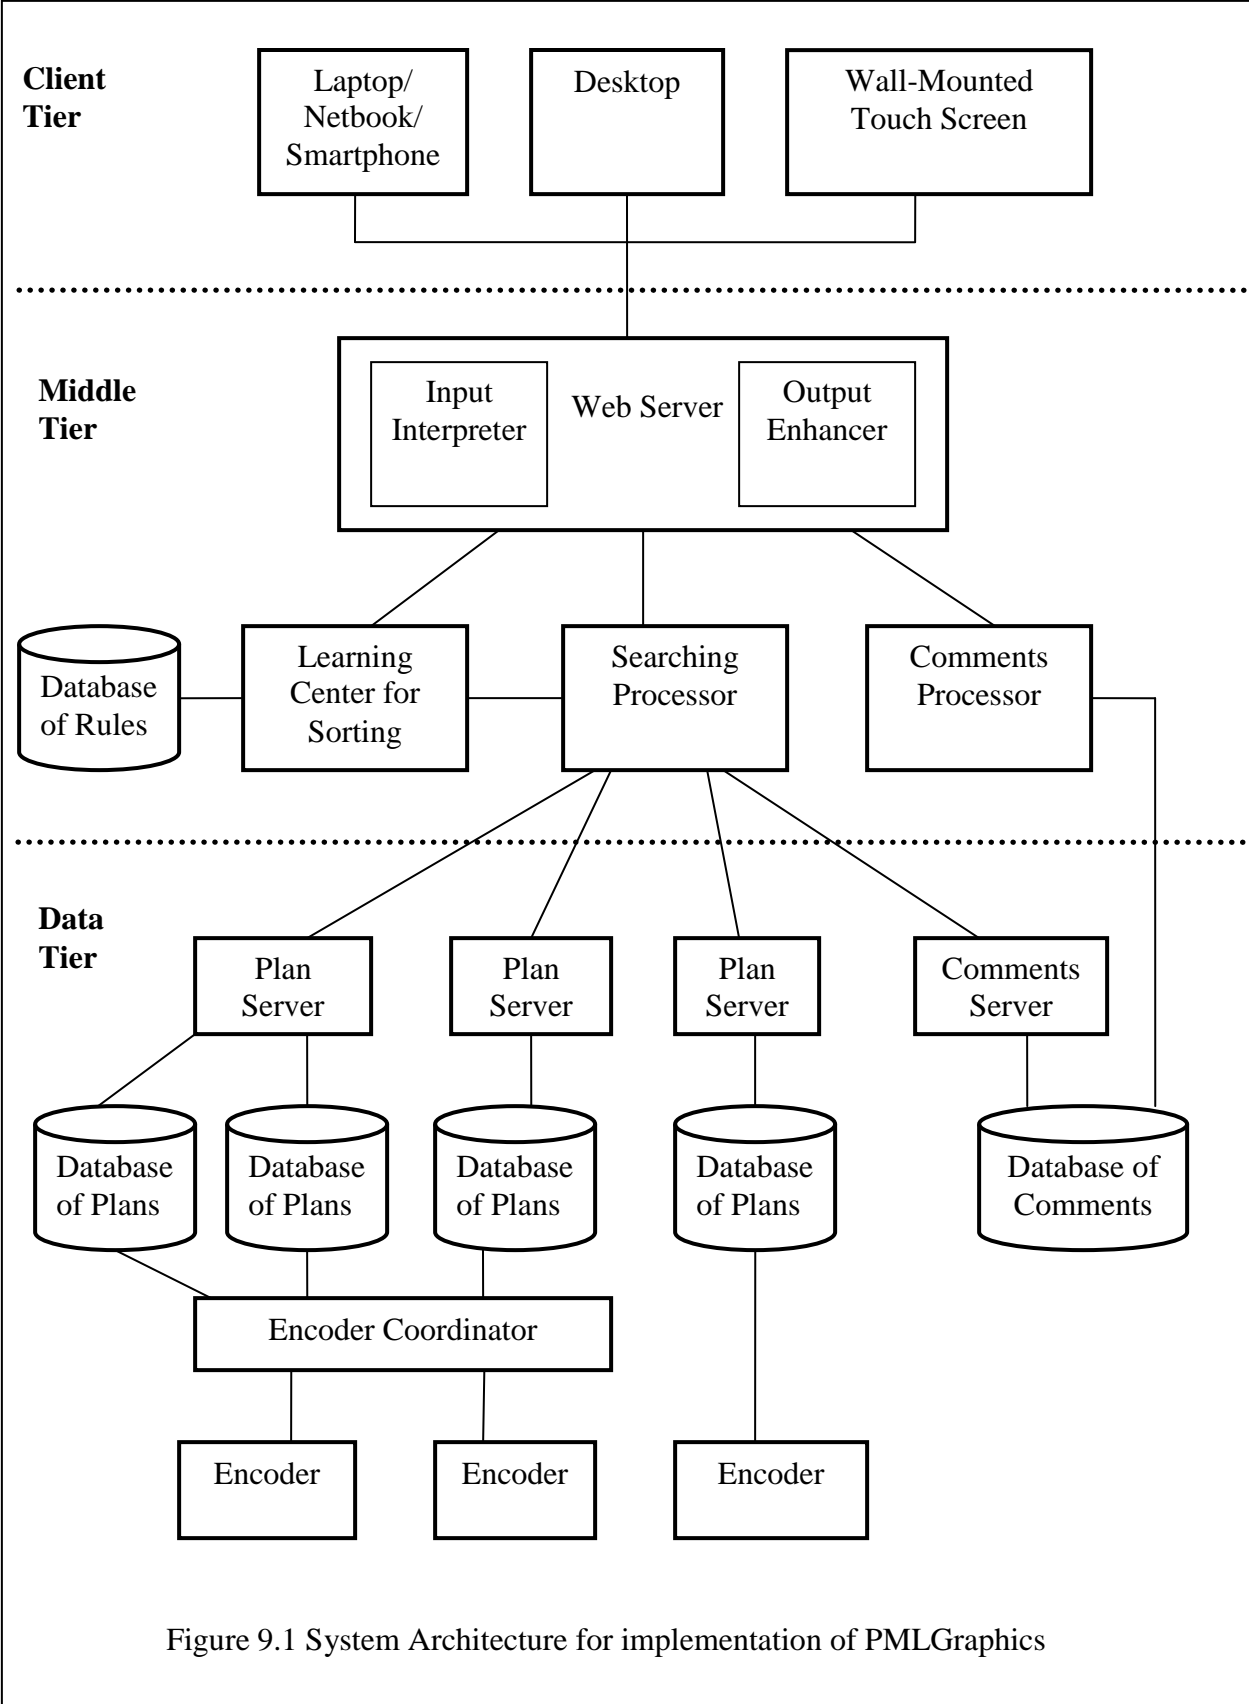 Client
Tier
Laptop/
Netbook/
Smartphone
Desktop
Wall-Mounted
Touch Screen
Middle
Tier
Input
Interpreter
Web Server
Output
Enhancer
Database
of Rules
Learning
Center for
Sorting
Searching
Processor
Comments
Processor
Data
Tier
Plan
Server
Plan
Server
Plan
Server
Comments
Server
Database
of Plans
Database
of Plans
Database
of Plans
Database
of Plans
Database of
Comments
Encoder Coordinator
Encoder
Encoder
Encoder
Figure 9.1 System Architecture for implementation of PMLGraphics